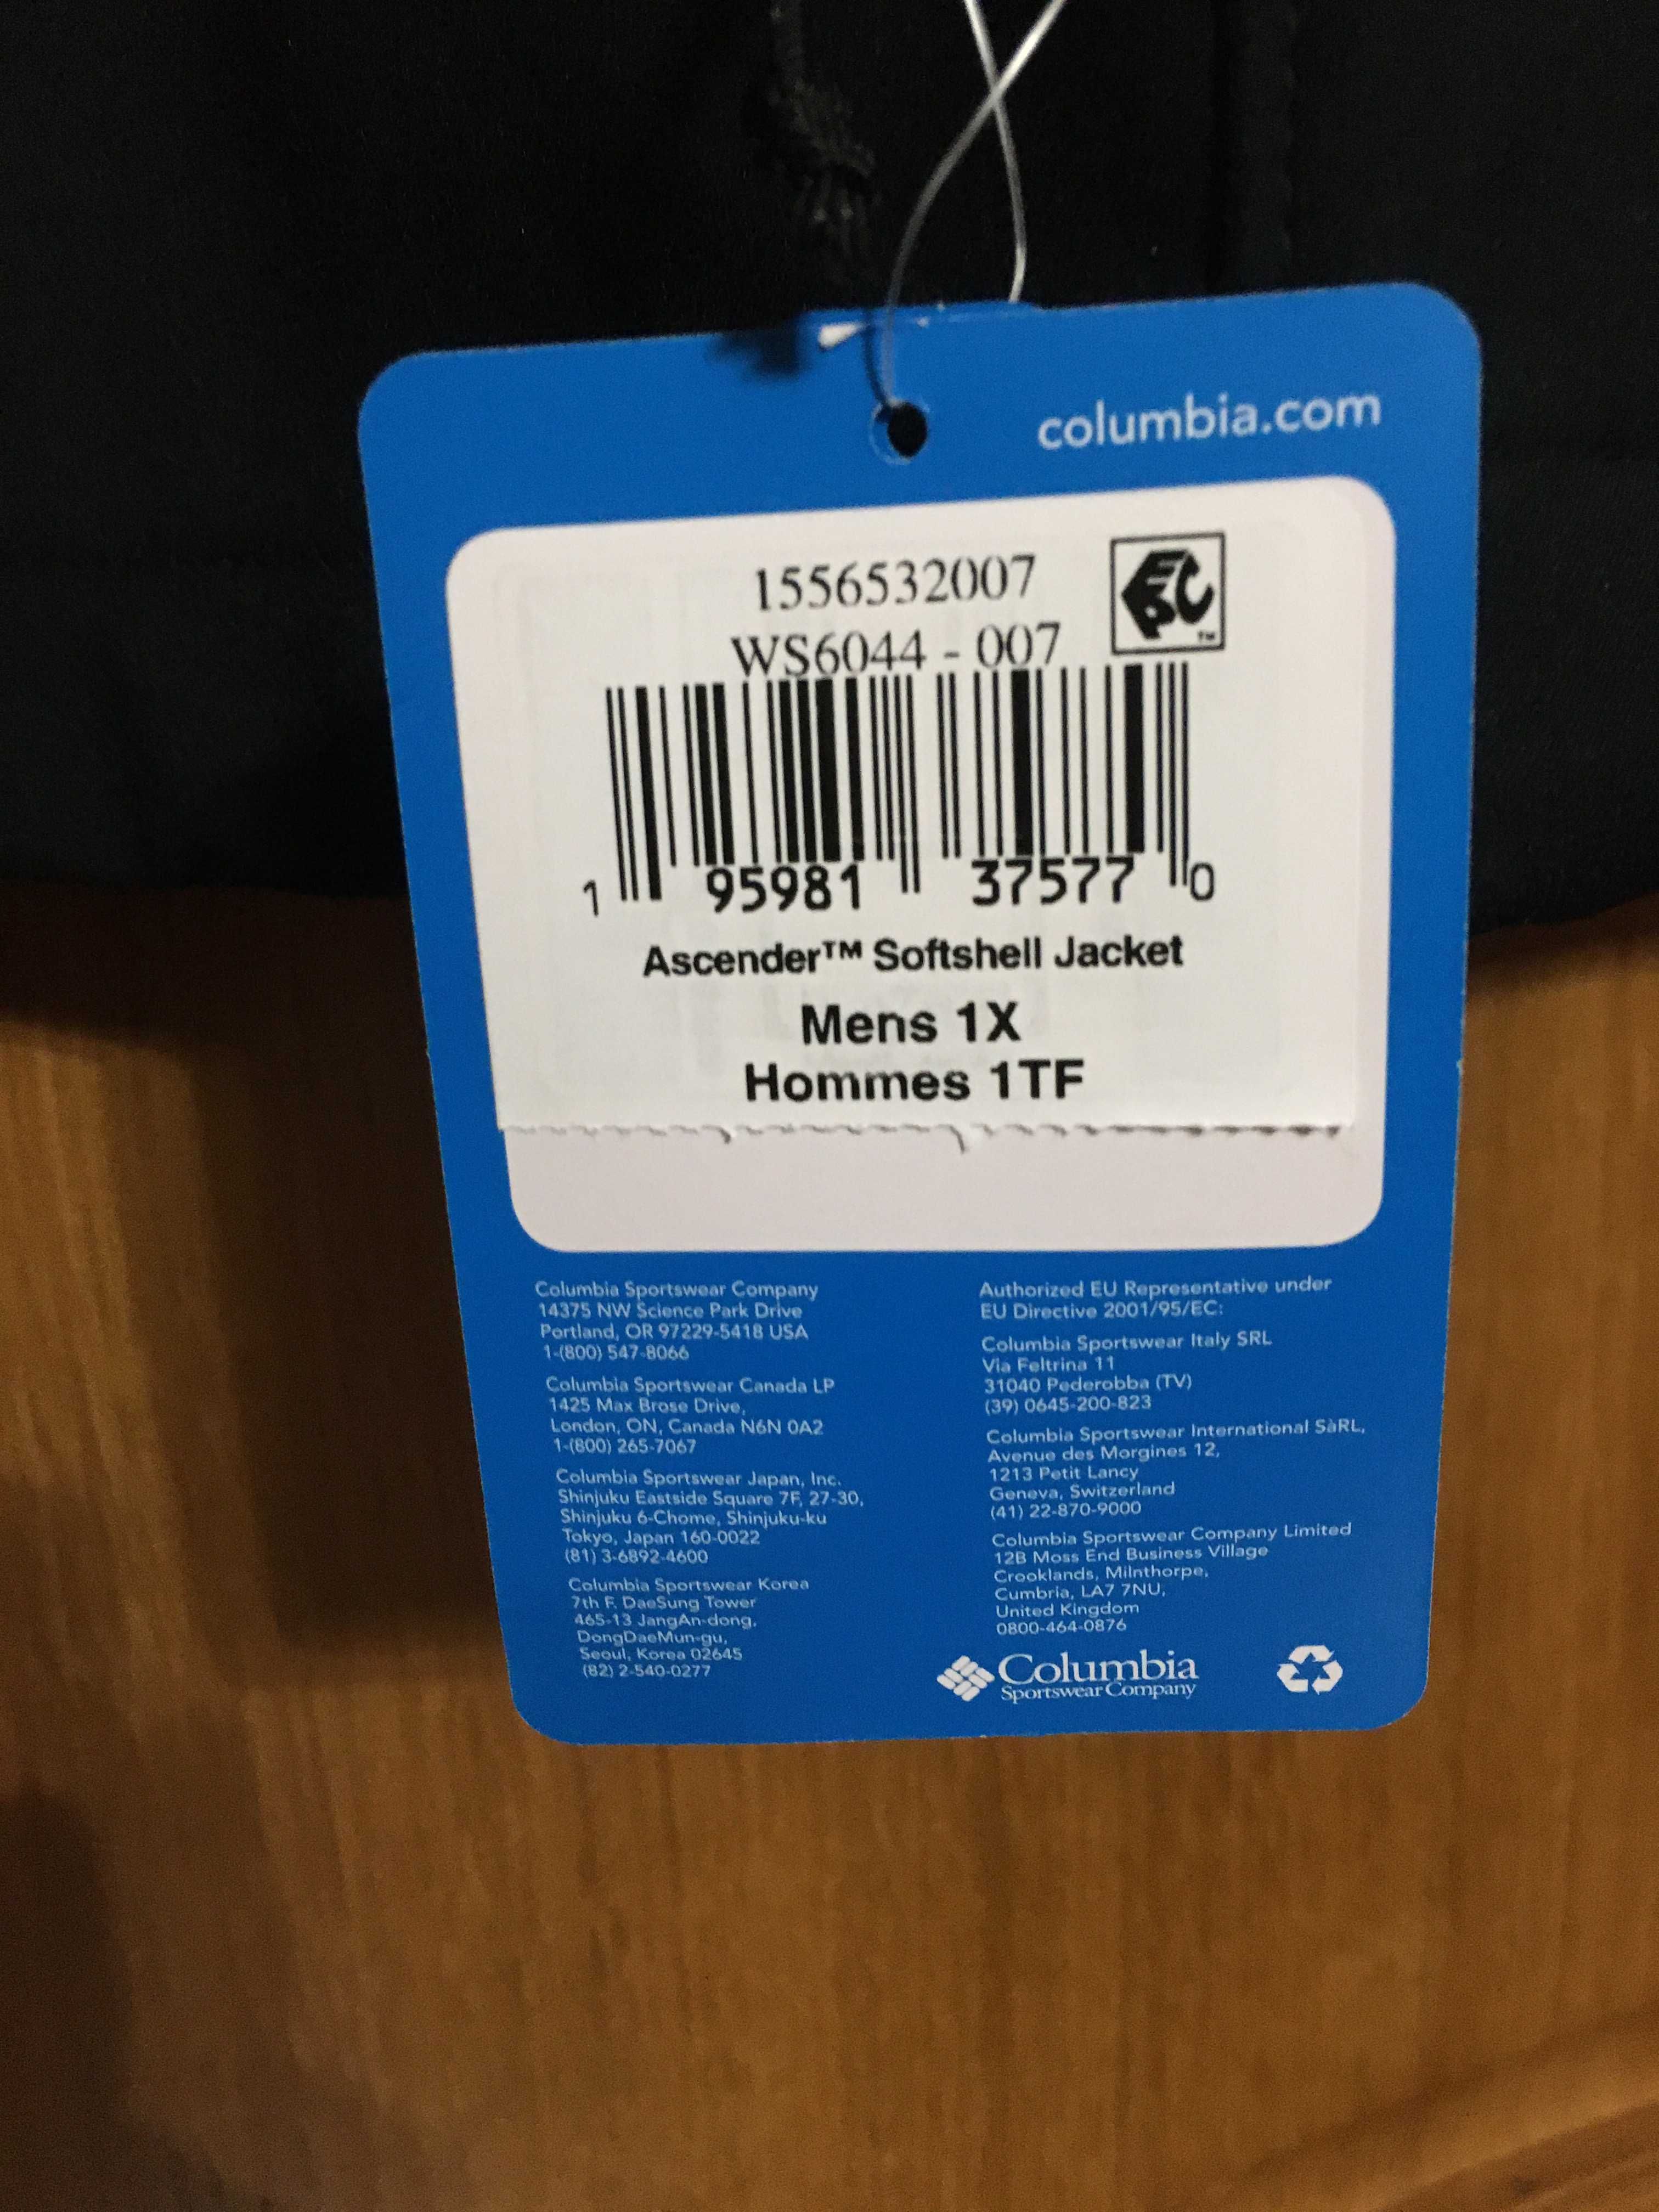 columbia.com
1556532007
WS6044 - 007
EPC™
1 95981 37577 0
Ascender™ Softshell Jacket
Mens 1X
Hommes 1TF
Columbia Sportswear Company
14375 NW Science Park Drive
Portland, OR 97229-5418 USA
1-(800) 547-8066
Columbia Sportswear Canada LP
1425 Max Brose Drive,
London, ON, Canada N6N 0A2
1-(800) 265-7067
Columbia Sportswear Japan, Inc.
Shinjuku Eastside Square 7F, 27-30,
Shinjuku 6-Chome, Shinjuku-ku
Tokyo, Japan 160-0022
(81) 3-6892-4600
Columbia Sportswear Korea
7th F. DaeSung Tower
465-13 JangAn-dong,
DongDaeMun-gu,
Seoul, Korea 02645
(82) 2-540-0277
Authorized EU Representative under
EU Directive 2001/95/EC:
Columbia Sportswear Italy SRL
Via Feltrina 11
31040 Pederobba (TV)
(39) 0645-200-823
Columbia Sportswear International SàRL,
Avenue des Morgines 12,
1213 Petit Lancy
Geneva, Switzerland
(41) 22-870-9000
Columbia Sportswear Company Limited
12B Moss End Business Village
Crooklands, Milnthorpe,
Cumbria, LA7 7NU,
United Kingdom
0800-464-0876
Columbia
Sportswear Company